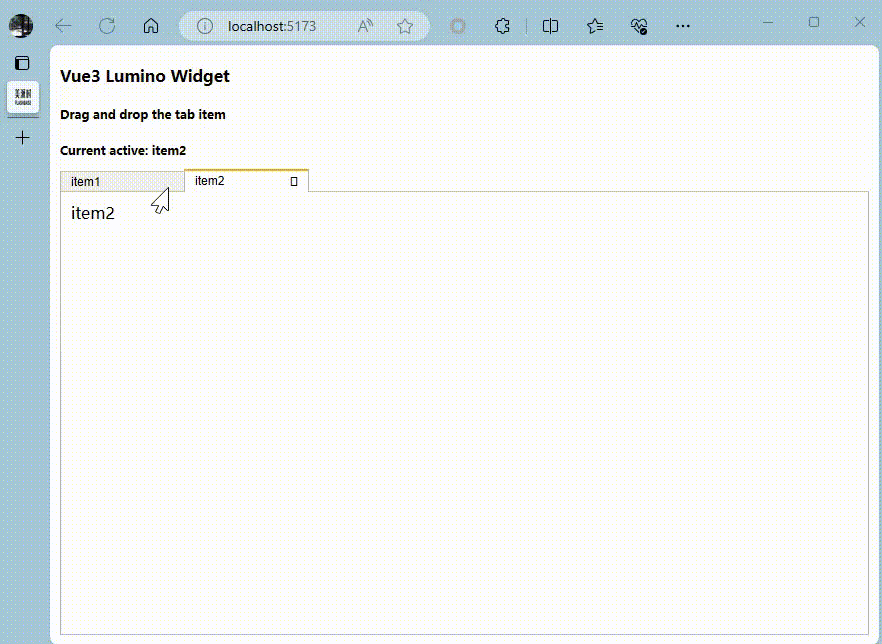 localhost:5173
Vue3 Lumino Widget
Drag and drop the tab item
Current active: item2
item1
item2
item2